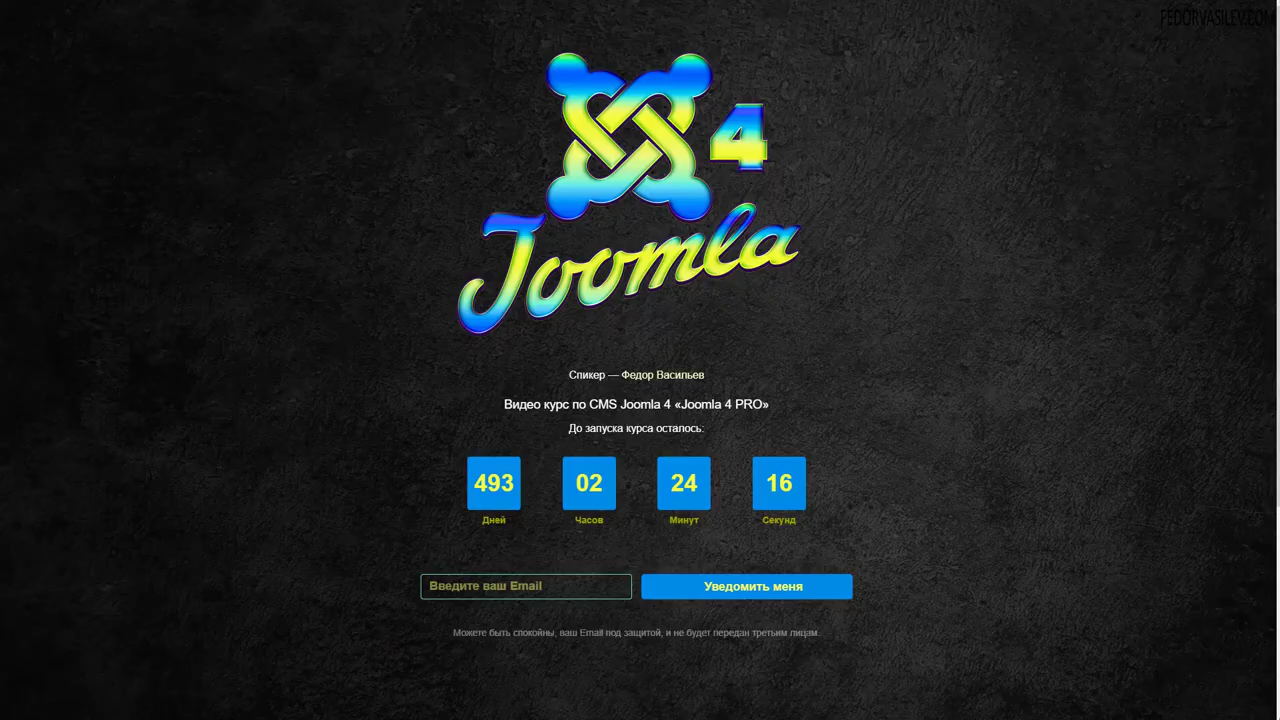 FEDORVASILEV.COM
4
Joomla
Спикер — Федор Васильев
Видео курс по CMS Joomla 4 «Joomla 4 PRO»
До запуска курса осталось:
493 02 24 16
Дней Часов Минут Секунд
Введите ваш Email Уведомить меня
Можете быть спокойны, ваш Email под защитой, и не будет передан третьим лицам.